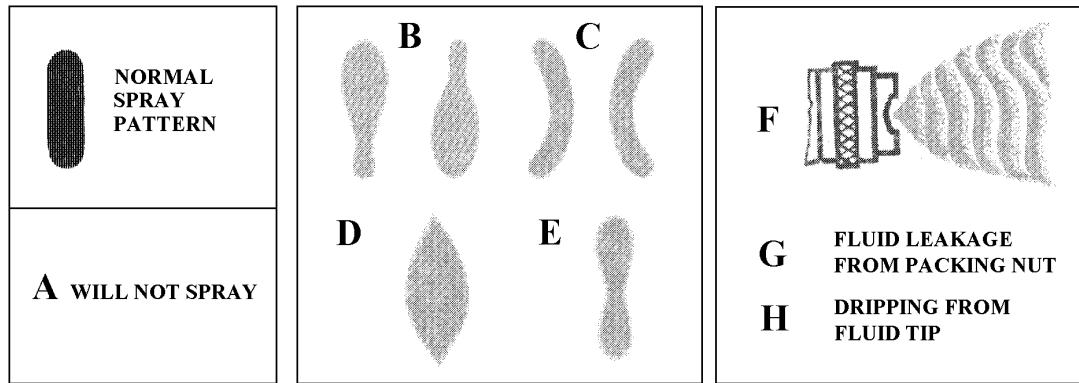 NORMAL
SPRAY
PATTERN
A WILL NOT SPRAY
B
C
D
E
F
G FLUID LEAKAGE
FROM PACKING NUT
H DRIPPING FROM
FLUID TIP